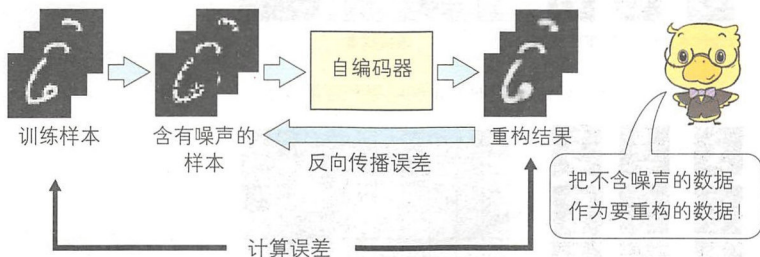 自编码器
训练样本
含有噪声的
样本
重构结果
反向传播误差
把不含噪声的数据
作为要重构的数据！
计算误差